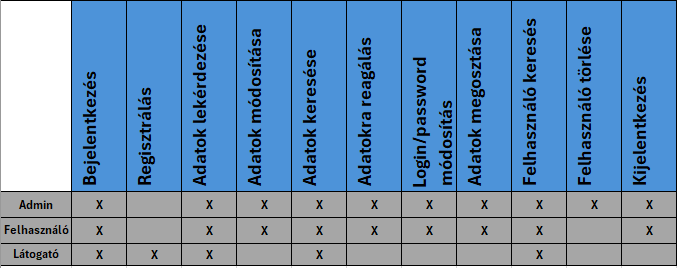 Bejelentkezés
Regisztrálás
Adatok lekérdezése
Adatok módosítása
Adatok keresése
Adatokra reagálás
Login/password
módosítás
Adatok megosztása
Felhasználó keresés
Felhasználó törlése
Kijelentkezés
Admin X X X X X X X X X X
Felhasználó X X X X X X X X X
Látogató X X X X X